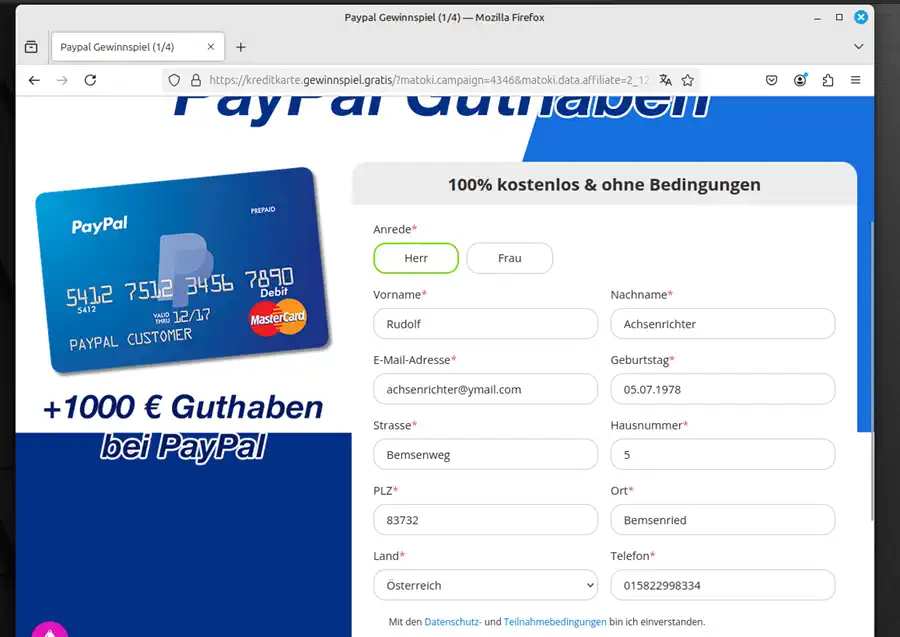 Paypal Gewinnspiel (1/4) — Mozilla Firefox
Paypal Gewinnspiel (1/4)
https://kreditkarte.gewinnspiel.gratis/?matoki.campaign=4346&matoki.data.affiliate=2_12
PayPal Guthaben
100% kostenlos & ohne Bedingungen
PayPal
PREPAID
5412 7512 3456 7890
5412
Debit
VALID THRU 12/17
MasterCard
PAYPAL CUSTOMER
+1000 € Guthaben
bei PayPal
Anrede*
Herr Frau
Vorname* Nachname*
Rudolf Achsenrichter
E-Mail-Adresse* Geburtstag*
achsenrichter@ymail.com 05.07.1978
Strasse* Hausnummer*
Bemsenweg 5
PLZ* Ort*
83732 Bemsenried
Land* Telefon*
Österreich 015822998334
Mit den Datenschutz- und Teilnahmebedingungen bin ich einverstanden.